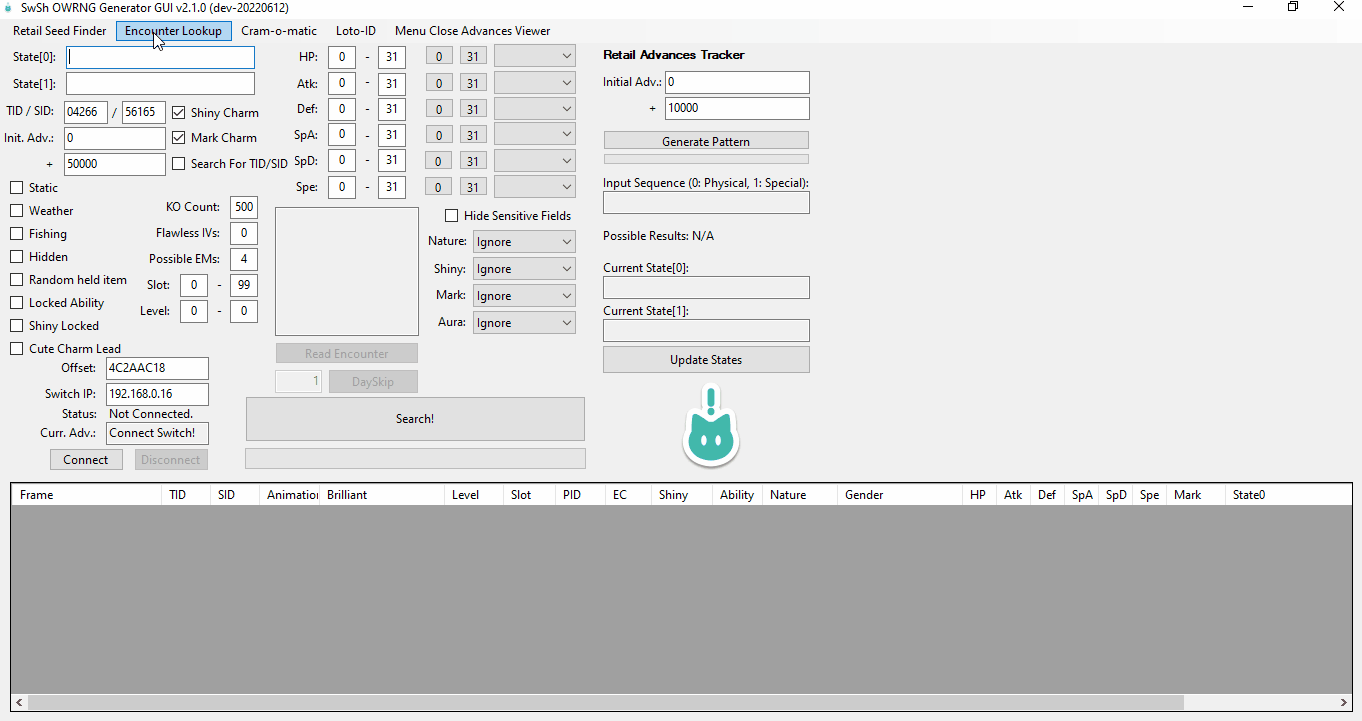 SwSh OWRNG Generator GUI v2.1.0 (dev-20220612)
Retail Seed Finder Encounter Lookup Cram-o-matic Loto-ID Menu Close Advances Viewer
State[0]:
State[1]:
TID / SID: 04266 / 56165 Shiny Charm
Init. Adv.: 0 Mark Charm
+ 50000 Search For TID/SID
Static
Weather
Fishing
Hidden
Random held item
Locked Ability
Shiny Locked
Cute Charm Lead
KO Count: 500
Flawless IVs: 0
Possible EMs: 4
Slot: 0 - 99
Level: 0 - 0
Offset: 4C2AAC18
Switch IP: 192.168.0.16
Status: Not Connected.
Curr. Adv.: Connect Switch!
Connect Disconnect
HP: 0 - 31 0 31
Atk: 0 - 31 0 31
Def: 0 - 31 0 31
SpA: 0 - 31 0 31
SpD: 0 - 31 0 31
Spe: 0 - 31 0 31
Hide Sensitive Fields
Nature: Ignore
Shiny: Ignore
Mark: Ignore
Aura: Ignore
Read Encounter
1 DaySkip
Search!
Retail Advances Tracker
Initial Adv.: 0
+ 10000
Generate Pattern
Input Sequence (0: Physical, 1: Special):
Possible Results: N/A
Current State[0]:
Current State[1]:
Update States
Frame TID SID Animation Brilliant Level Slot PID EC Shiny Ability Nature Gender HP Atk Def SpA SpD Spe Mark State0